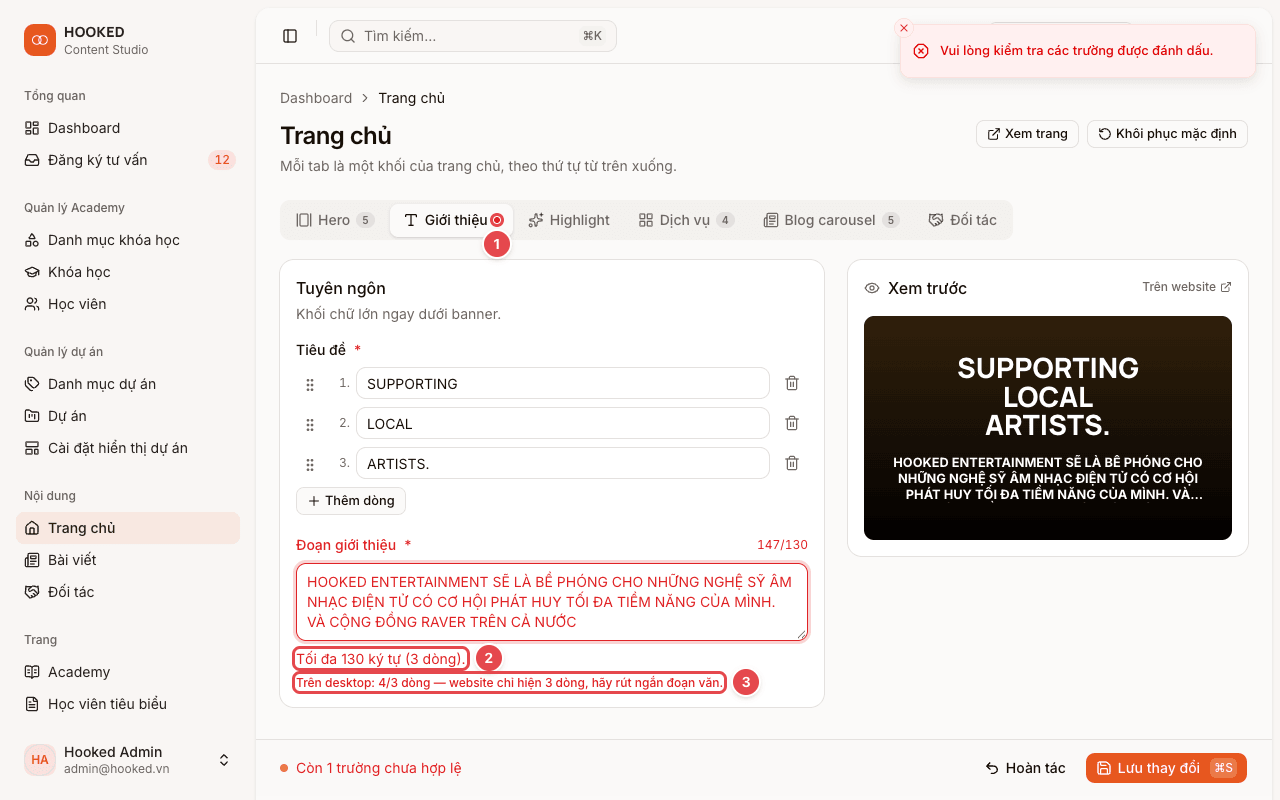 HOOKED
Content Studio
Tổng quan
Dashboard
Đăng ký tư vấn
12
Quản lý Academy
Danh mục khóa học
Khóa học
Học viên
Quản lý dự án
Danh mục dự án
Dự án
Cài đặt hiển thị dự án
Nội dung
Trang chủ
Bài viết
Đối tác
Trang
Academy
Học viên tiêu biểu
HA
Hooked Admin
admin@hooked.vn
Tìm kiếm...
⌘K
Vui lòng kiểm tra các trường được đánh dấu.
Dashboard > Trang chủ
Trang chủ
Xem trang
Khôi phục mặc định
Mỗi tab là một khối của trang chủ, theo thứ tự từ trên xuống.
Hero 5
Giới thiệu
Highlight
Dịch vụ 4
Blog carousel 5
Đối tác
1
Tuyên ngôn
Khối chữ lớn ngay dưới banner.
Tiêu đề *
1. SUPPORTING
2. LOCAL
3. ARTISTS.
+ Thêm dòng
Đoạn giới thiệu *
147/130
HOOKED ENTERTAINMENT SẼ LÀ BỀ PHÓNG CHO NHỮNG NGHỆ SỸ ÂM
NHẠC ĐIỆN TỬ CÓ CƠ HỘI PHÁT HUY TỐI ĐA TIỀM NĂNG CỦA MÌNH.
VÀ CỘNG ĐỒNG RAVER TRÊN CẢ NƯỚC
Tối đa 130 ký tự (3 dòng).
2
Trên desktop: 4/3 dòng — website chỉ hiện 3 dòng, hãy rút ngắn đoạn văn.
3
Xem trước
Trên website
SUPPORTING
LOCAL
ARTISTS.
HOOKED ENTERTAINMENT SẼ LÀ BỀ PHÓNG CHO
NHỮNG NGHỆ SỸ ÂM NHẠC ĐIỆN TỬ CÓ CƠ HỘI
PHÁT HUY TỐI ĐA TIỀM NĂNG CỦA MÌNH. VÀ...
Còn 1 trường chưa hợp lệ
Hoàn tác
Lưu thay đổi ⌘S